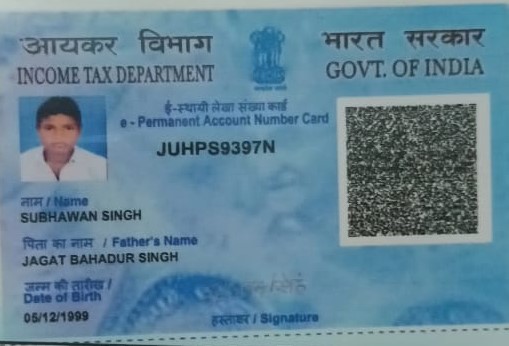 आयकर विभाग
INCOME TAX DEPARTMENT
भारत सरकार
GOVT. OF INDIA
ई-स्थायी लेखा संख्या कार्ड
e - Permanent Account Number Card
JUHPS9397N
नाम / Name
SUBHAWAN SINGH
पिता का नाम / Father's Name
JAGAT BAHADUR SINGH
जन्म की तारीख /
Date of Birth
05/12/1999
हस्ताक्षर / Signature